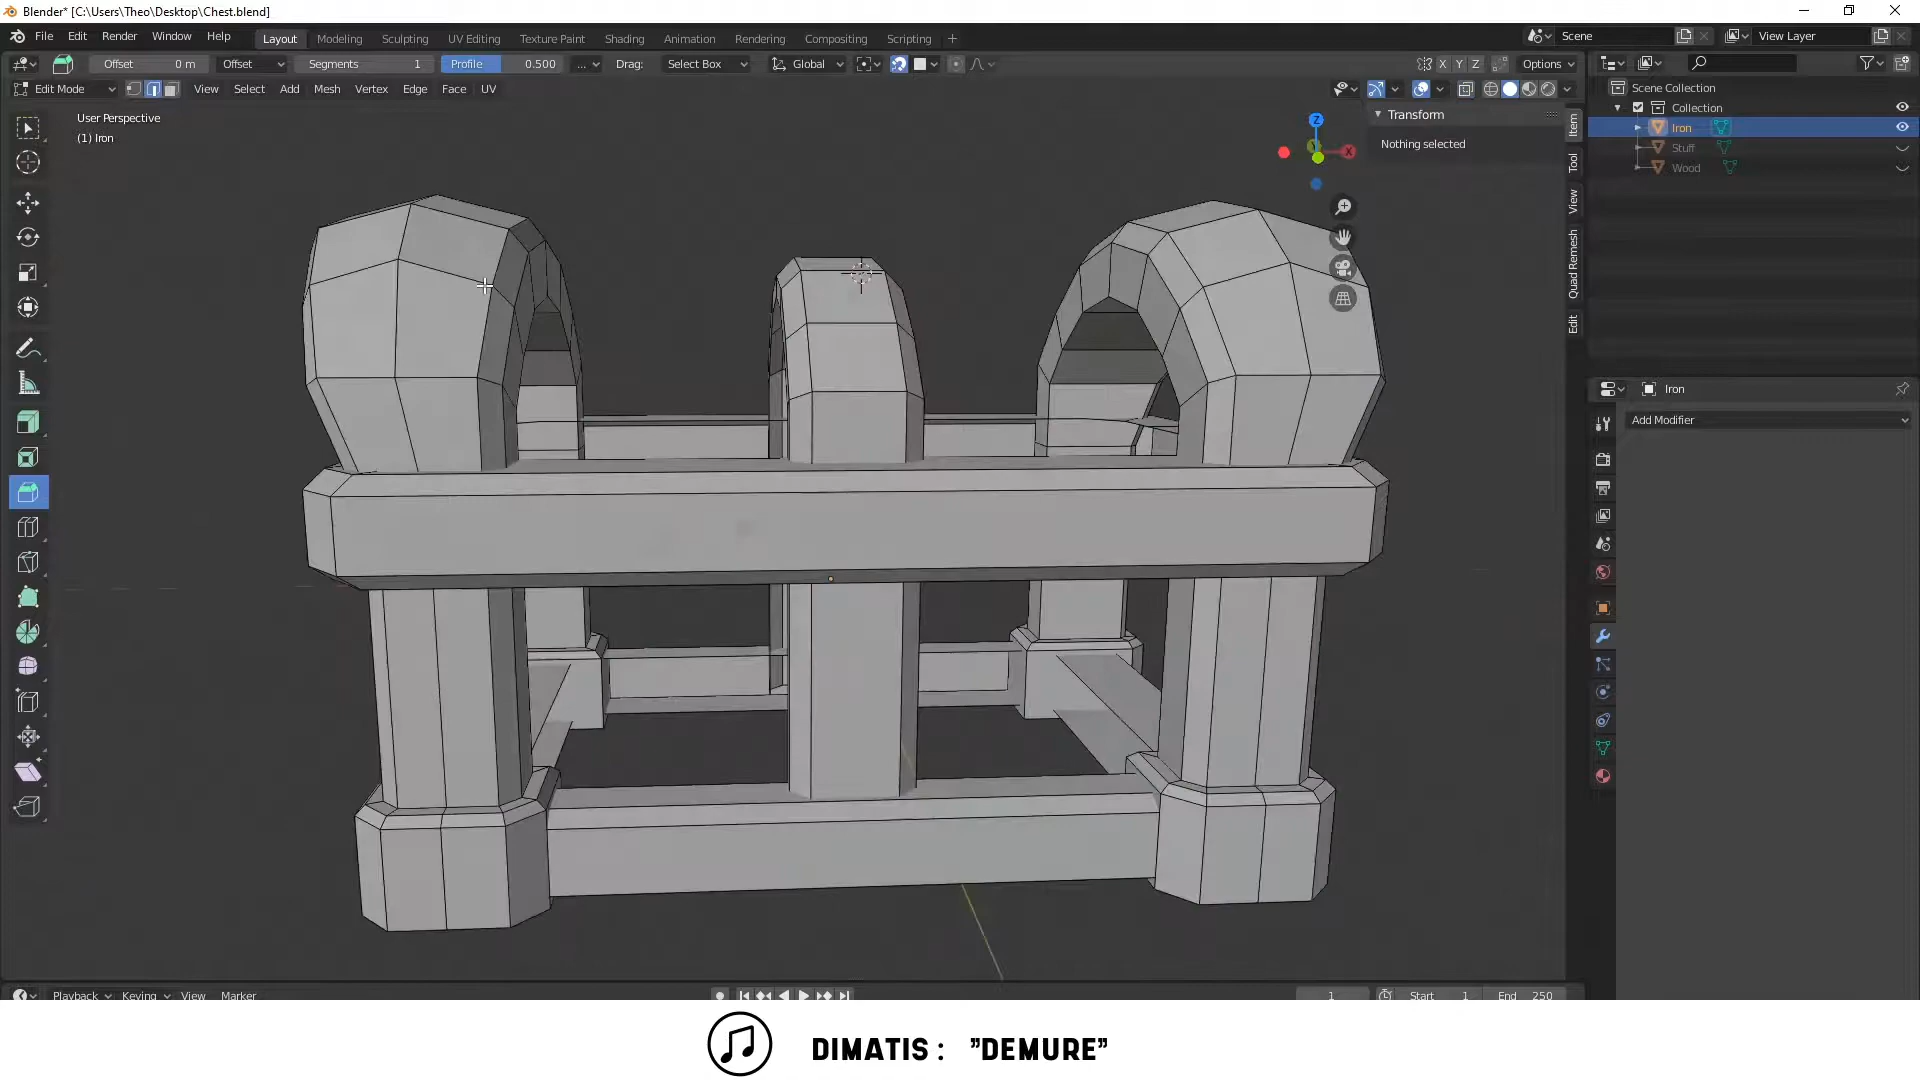 Blender* [C:\Users\Theo\Desktop\Chest.blend]
File Edit Render Window Help Layout Modeling Sculpting UV Editing Texture Paint Shading Animation Rendering Compositing Scripting + Scene View Layer
Offset 0 m Offset Segments 1 Profile 0.500 ... Drag: Select Box Global X Y Z Options
Edit Mode View Select Add Mesh Vertex Edge Face UV
User Perspective
(1) Iron
Z
X
Transform
Nothing selected
Item
Tool
View
Quad Remesh
Edit
Scene Collection
Collection
Iron
Stuff
Wood
Iron
Add Modifier
Playback Keying View Marker 1 Start 1 End 250
DIMATIS : "DEMURE"